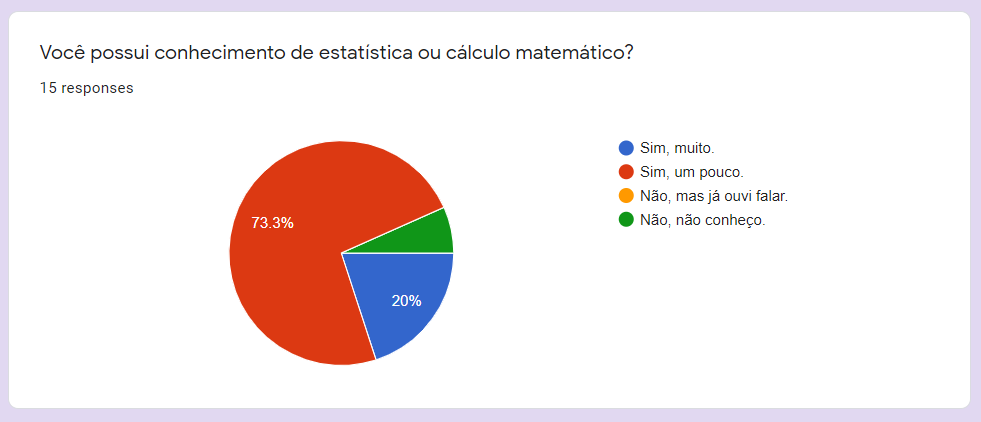 Você possui conhecimento de estatística ou cálculo matemático?
15 responses
73.3%
20%
Sim, muito.
Sim, um pouco.
Não, mas já ouvi falar.
Não, não conheço.